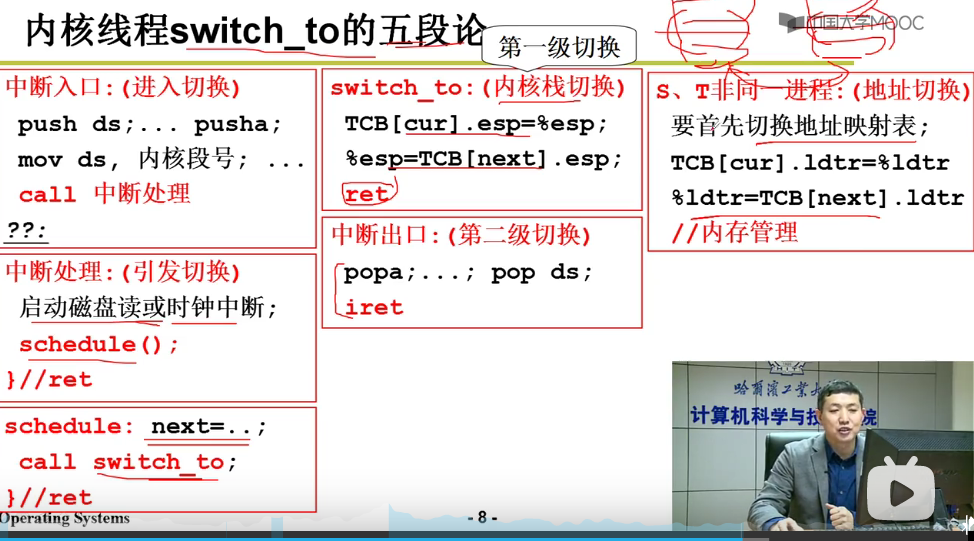 内核线程switch_to的五段论
中国大学MOOC
第一级切换
中断入口:(进入切换)
push ds;... pusha;
mov ds, 内核段号; ...
call 中断处理
??:
中断处理:(引发切换)
启动磁盘读或时钟中断;
schedule();
}//ret
schedule: next=..;
call switch_to;
}//ret
switch_to:(内核栈切换)
TCB[cur].esp=%esp;
%esp=TCB[next].esp;
ret
中断出口:(第二级切换)
popa;...; pop ds;
iret
S、T非同一进程:(地址切换)
要首先切换地址映射表;
TCB[cur].ldtr=%ldtr
%ldtr=TCB[next].ldtr
//内存管理
哈尔滨工业大
计算机科学与技 院
Operating Systems
- 8 -